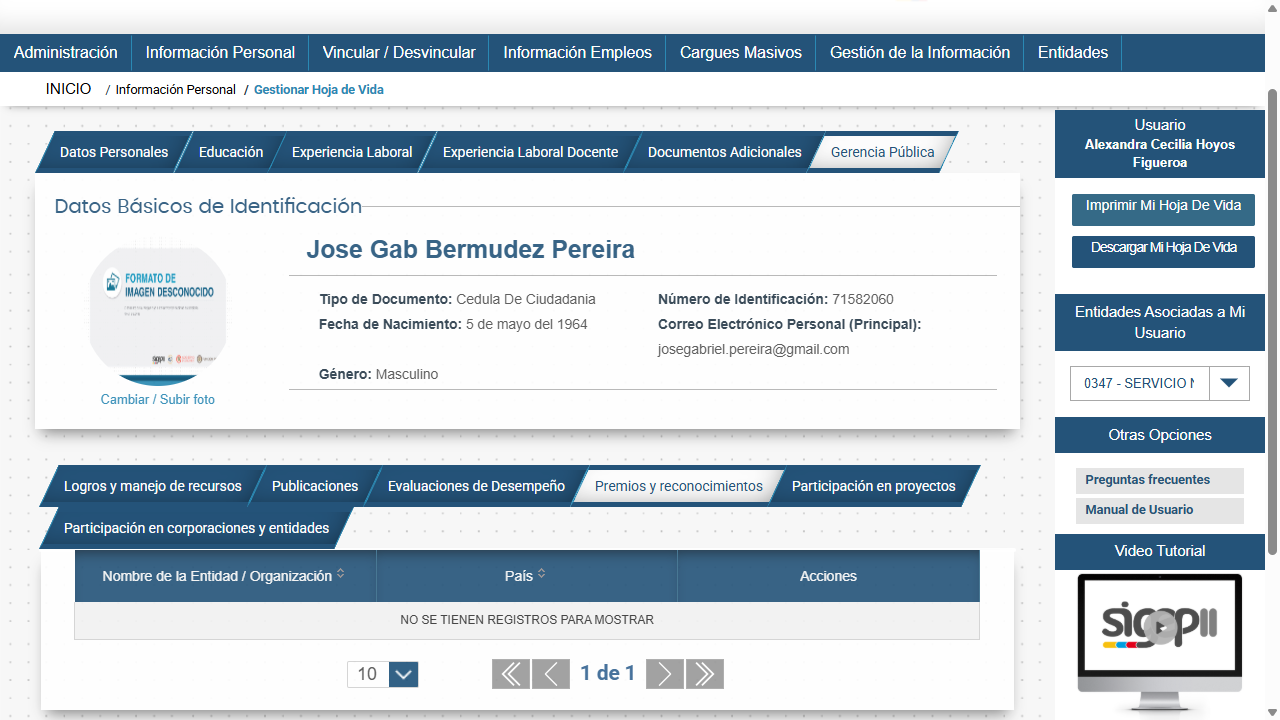 Administración
Información Personal
Vincular / Desvincular
Información Empleos
Cargues Masivos
Gestión de la Información
Entidades
INICIO / Información Personal / Gestionar Hoja de Vida
Datos Personales
Educación
Experiencia Laboral
Experiencia Laboral Docente
Documentos Adicionales
Gerencia Pública
Datos Básicos de Identificación
FORMATO DE
IMAGEN DESCONOCIDO
Cambiar / Subir foto
Jose Gab Bermudez Pereira
Tipo de Documento: Cedula De Ciudadania
Número de Identificación: 71582060
Fecha de Nacimiento: 5 de mayo del 1964
Correo Electrónico Personal (Principal):
josegabriel.pereira@gmail.com
Género: Masculino
Logros y manejo de recursos
Publicaciones
Evaluaciones de Desempeño
Premios y reconocimientos
Participación en proyectos
Participación en corporaciones y entidades
Nombre de la Entidad / Organización
País
Acciones
NO SE TIENEN REGISTROS PARA MOSTRAR
10
1 de 1
Usuario
Alexandra Cecilia Hoyos
Figueroa
Imprimir Mi Hoja De Vida
Descargar Mi Hoja De Vida
Entidades Asociadas a Mi
Usuario
0347 - SERVICIO N
Otras Opciones
Preguntas frecuentes
Manual de Usuario
Video Tutorial
sigepII